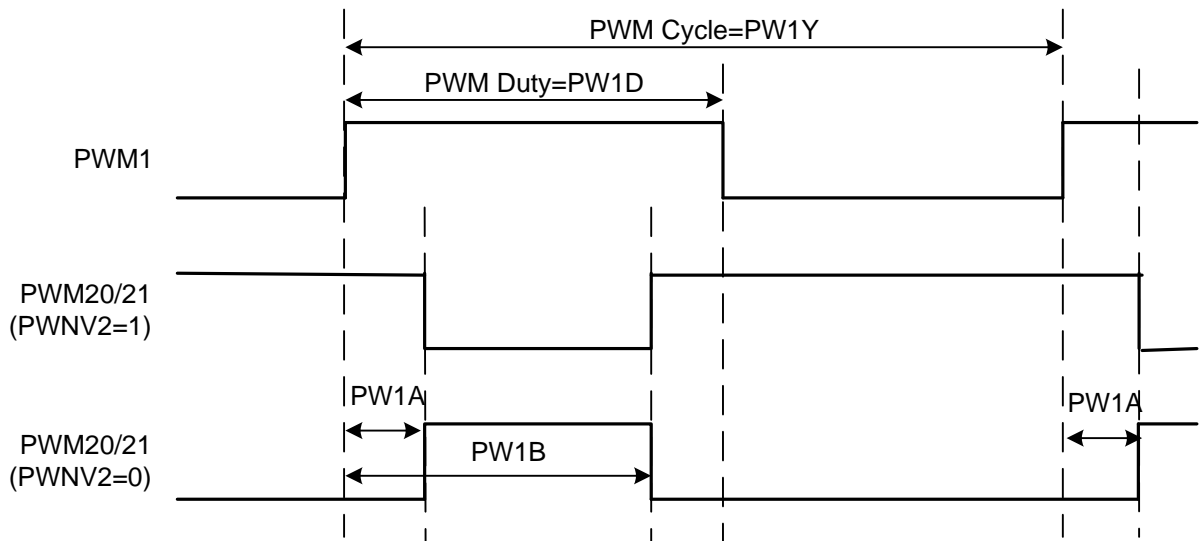 PWM Cycle=PW1Y
PWM Duty=PW1D
PWM1
PWM20/21
(PWNV2=1)
PW1A
PW1A
PWM20/21
(PWNV2=0)
PW1B